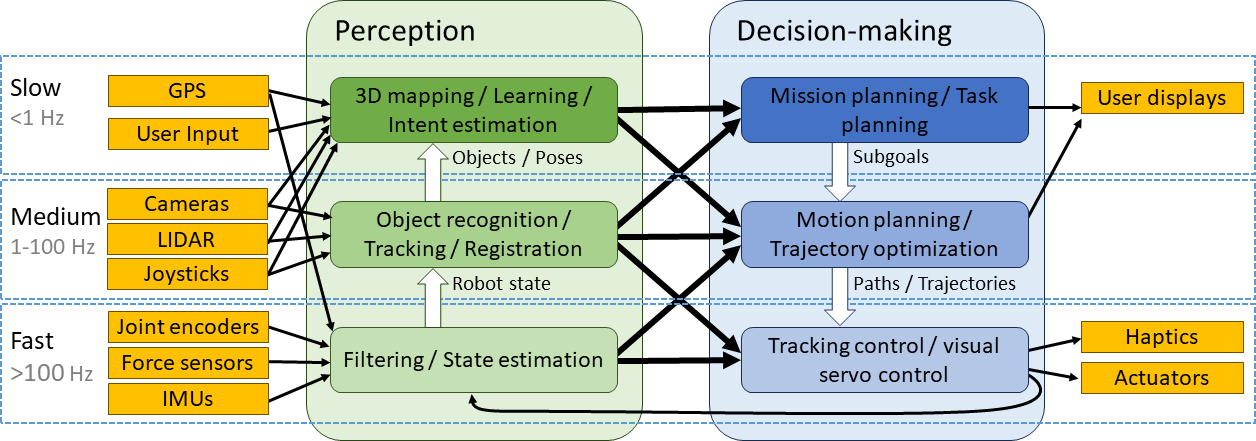 Perception
Decision-making
Slow
<1 Hz
GPS
User Input
3D mapping / Learning /
Intent estimation
Mission planning / Task
planning
User displays
Objects / Poses
Subgoals
Medium
1-100 Hz
Cameras
LIDAR
Joysticks
Object recognition /
Tracking / Registration
Motion planning /
Trajectory optimization
Robot state
Paths / Trajectories
Fast
>100 Hz
Joint encoders
Force sensors
IMUs
Filtering / State estimation
Tracking control / visual
servo control
Haptics
Actuators